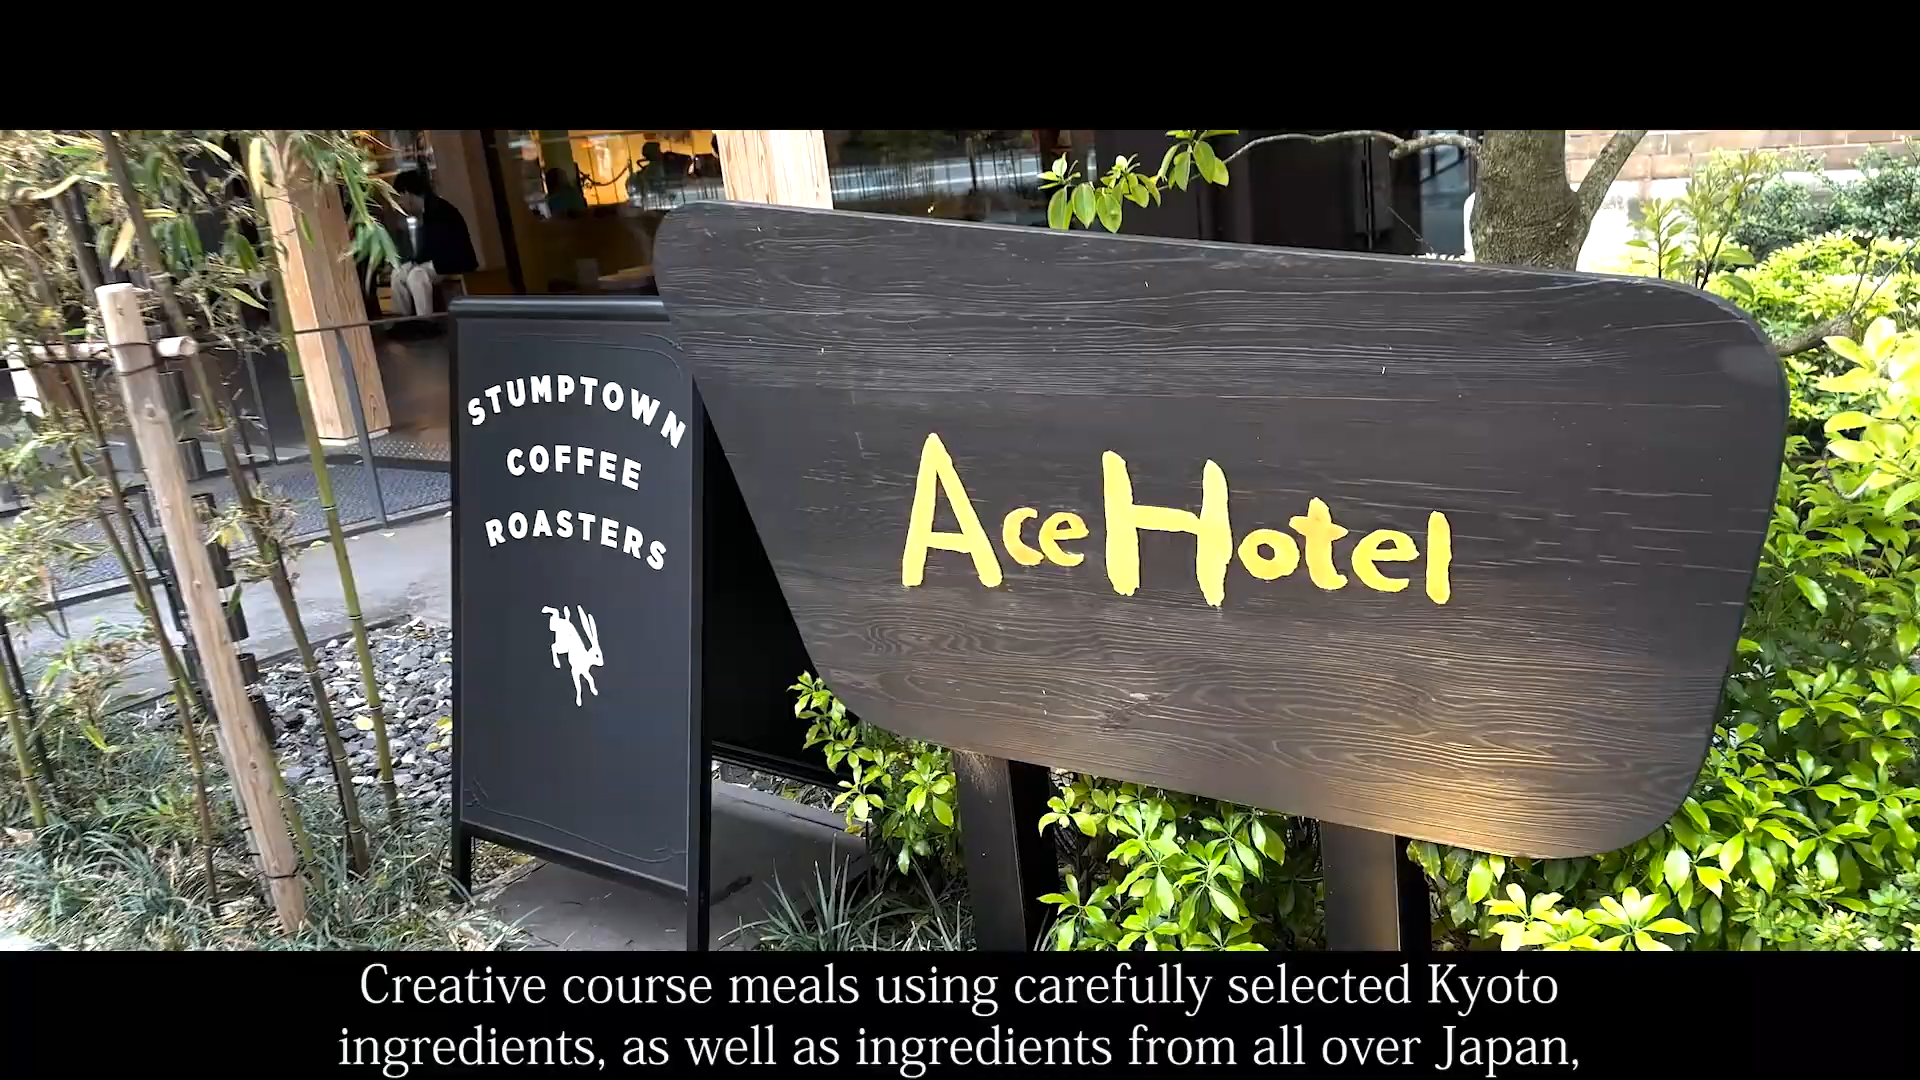 STUMPTOWN
COFFEE
ROASTERS
Ace Hotel
Creative course meals using carefully selected Kyoto
ingredients, as well as ingredients from all over Japan,